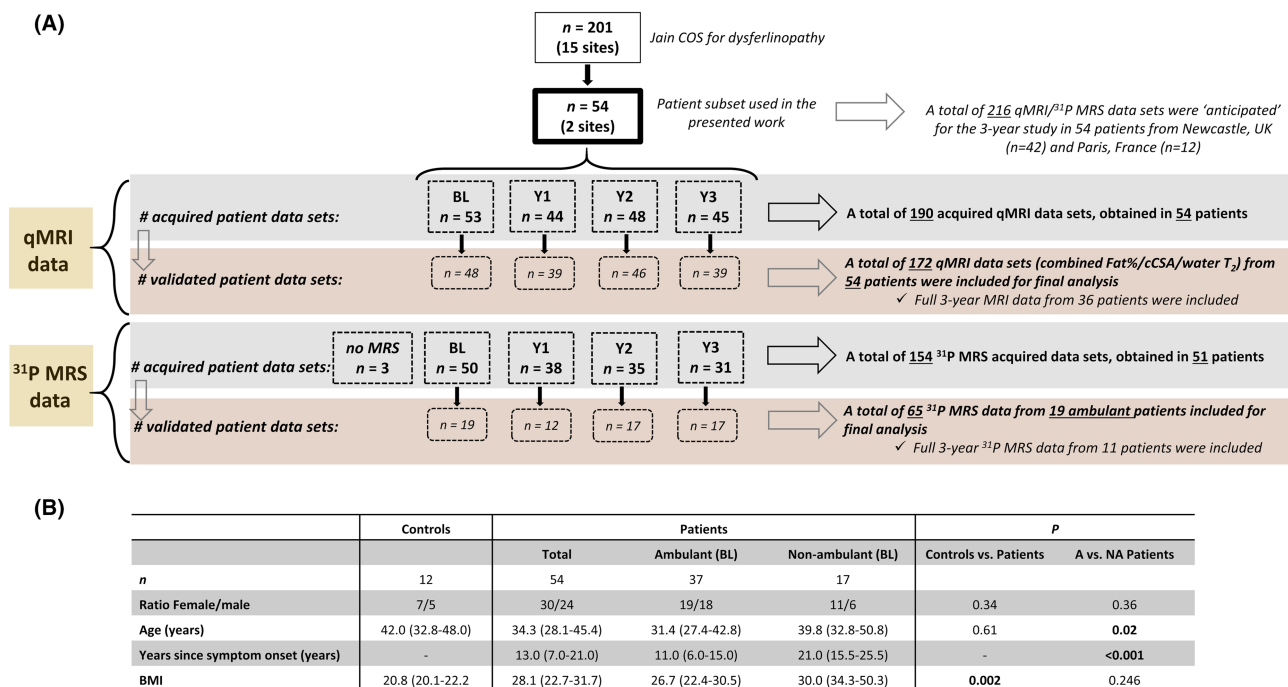 (A)
n = 201
(15 sites)
Jain COS for dysferlinopathy
n = 54
(2 sites)
Patient subset used in the
presented work
A total of 216 qMRI/31P MRS data sets were ‘anticipated’
for the 3-year study in 54 patients from Newcastle, UK
(n=42) and Paris, France (n=12)
qMRI
data
# acquired patient data sets:
BL
n = 53
Y1
n = 44
Y2
n = 48
Y3
n = 45
A total of 190 acquired qMRI data sets, obtained in 54 patients
# validated patient data sets:
n = 48
n = 39
n = 46
n = 39
A total of 172 qMRI data sets (combined Fat%/cCSA/water T2) from
54 patients were included for final analysis
✓ Full 3-year MRI data from 36 patients were included
31P MRS
data
# acquired patient data sets:
no MRS
n = 3
BL
n = 50
Y1
n = 38
Y2
n = 35
Y3
n = 31
A total of 154 31P MRS acquired data sets, obtained in 51 patients
# validated patient data sets:
n = 19
n = 12
n = 17
n = 17
A total of 65 31P MRS data from 19 ambulant patients included for
final analysis
✓ Full 3-year 31P MRS data from 11 patients were included
(B)
Controls Patients P
Total Ambulant (BL) Non-ambulant (BL) Controls vs. Patients A vs. NA Patients
n 12 54 37 17
Ratio Female/male 7/5 30/24 19/18 11/6 0.34 0.36
Age (years) 42.0 (32.8-48.0) 34.3 (28.1-45.4) 31.4 (27.4-42.8) 39.8 (32.8-50.8) 0.61 0.02
Years since symptom onset (years) - 13.0 (7.0-21.0) 11.0 (6.0-15.0) 21.0 (15.5-25.5) - <0.001
BMI 20.8 (20.1-22.2 28.1 (22.7-31.7) 26.7 (22.4-30.5) 30.0 (34.3-50.3) 0.002 0.246